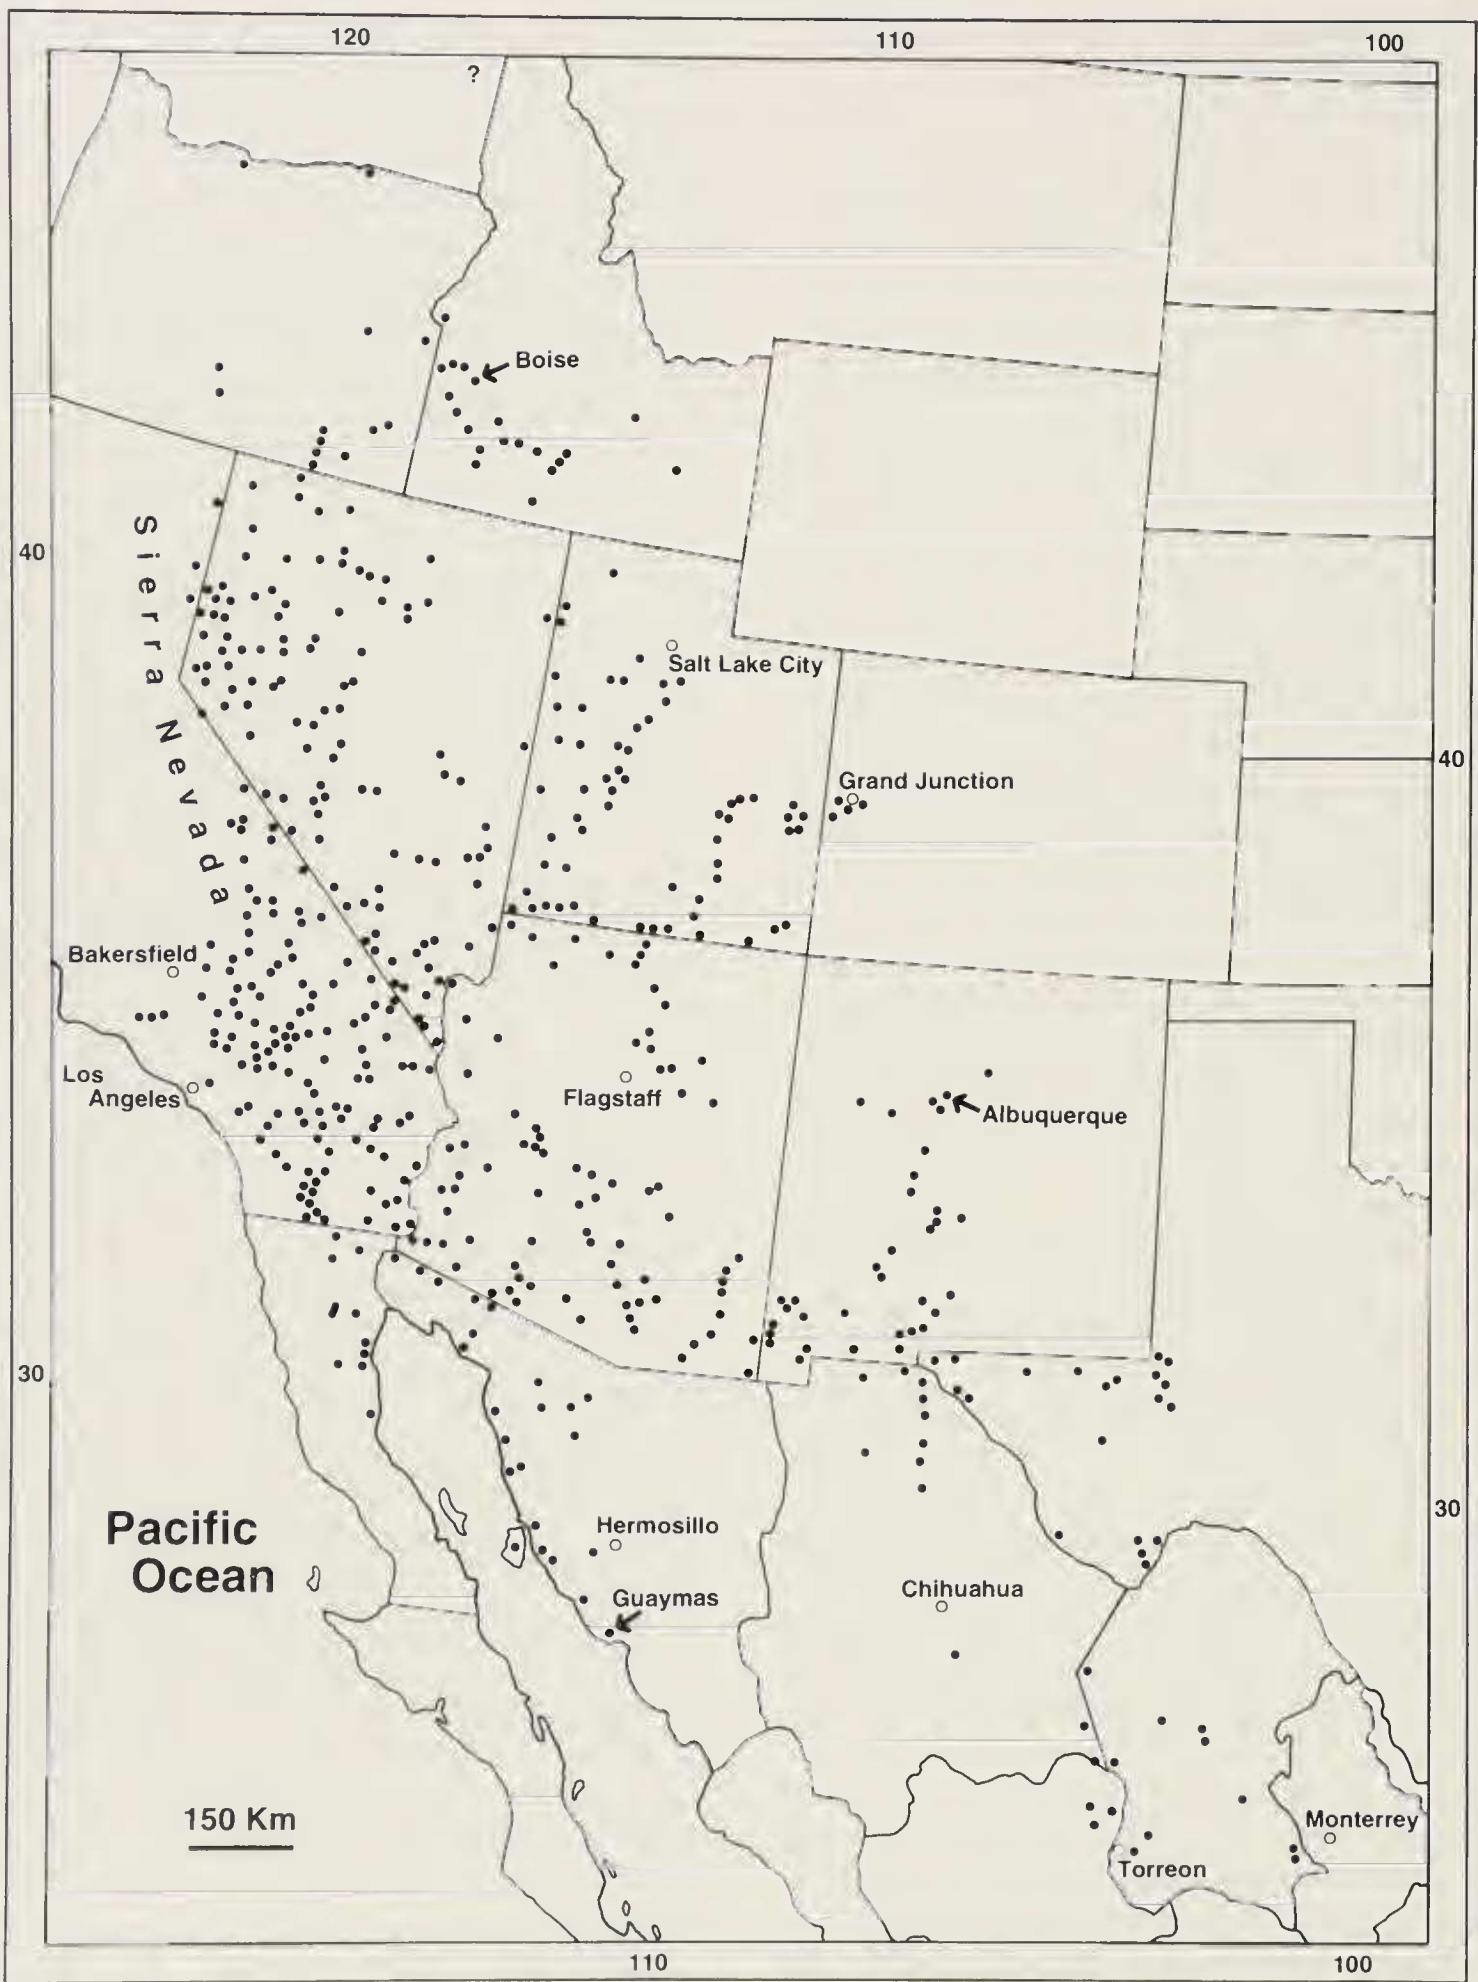 120
110
100
?
Boise
40
Sierra Nevada
Salt Lake City
40
Grand Junction
Bakersfield
Los
Angeles
Flagstaff
Albuquerque
30
30
Pacific
Ocean
Hermosillo
Guaymas
Chihuahua
150 Km
Monterrey
Torreon
110
100